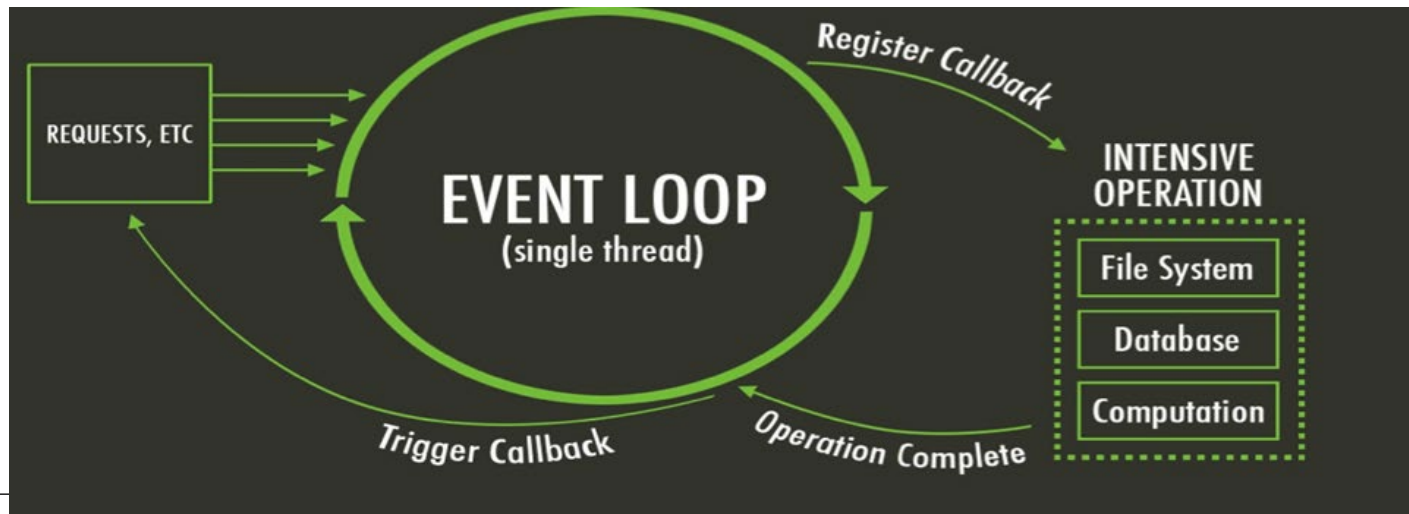 REQUESTS, ETC
EVENT LOOP
(single thread)
Register Callback
INTENSIVE
OPERATION
File System
Database
Computation
Operation Complete
Trigger Callback